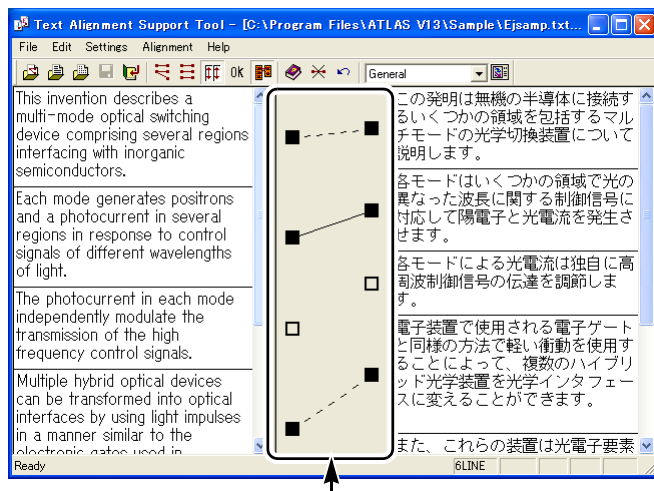 Text Alignment Support Tool - [C:\Program Files\ATLAS V13\Sample\Ejsamp.txt...
File Edit Settings Alignment Help
OK General
This invention describes a
multi-mode optical switching
device comprising several regions
interfacing with inorganic
semiconductors.
Each mode generates positrons
and a photocurrent in several
regions in response to control
signals of different wavelengths
of light.
The photocurrent in each mode
independently modulate the
transmission of the high
frequency control signals.
Multiple hybrid optical devices
can be transformed into optical
interfaces by using light impulses
in a manner similar to the
electronic gates used in
この発明は無機の半導体に接続す
るいくつかの領域を包括するマル
チモードの光学切換装置について
説明します。
各モードはいくつかの領域で光の
異なった波長に関する制御信号に
対応して陽電子と光電流を発生さ
せます。
各モードによる光電流は独自に高
周波制御信号の伝達を調節しま
す。
電子装置で使用される電子ゲート
と同様の方法で軽い衝動を使用す
ることによって、複数のハイブリ
ッド光学装置を光学インタフェー
スに変えることができます。
また、これらの装置は光電子要素
Ready 6LINE